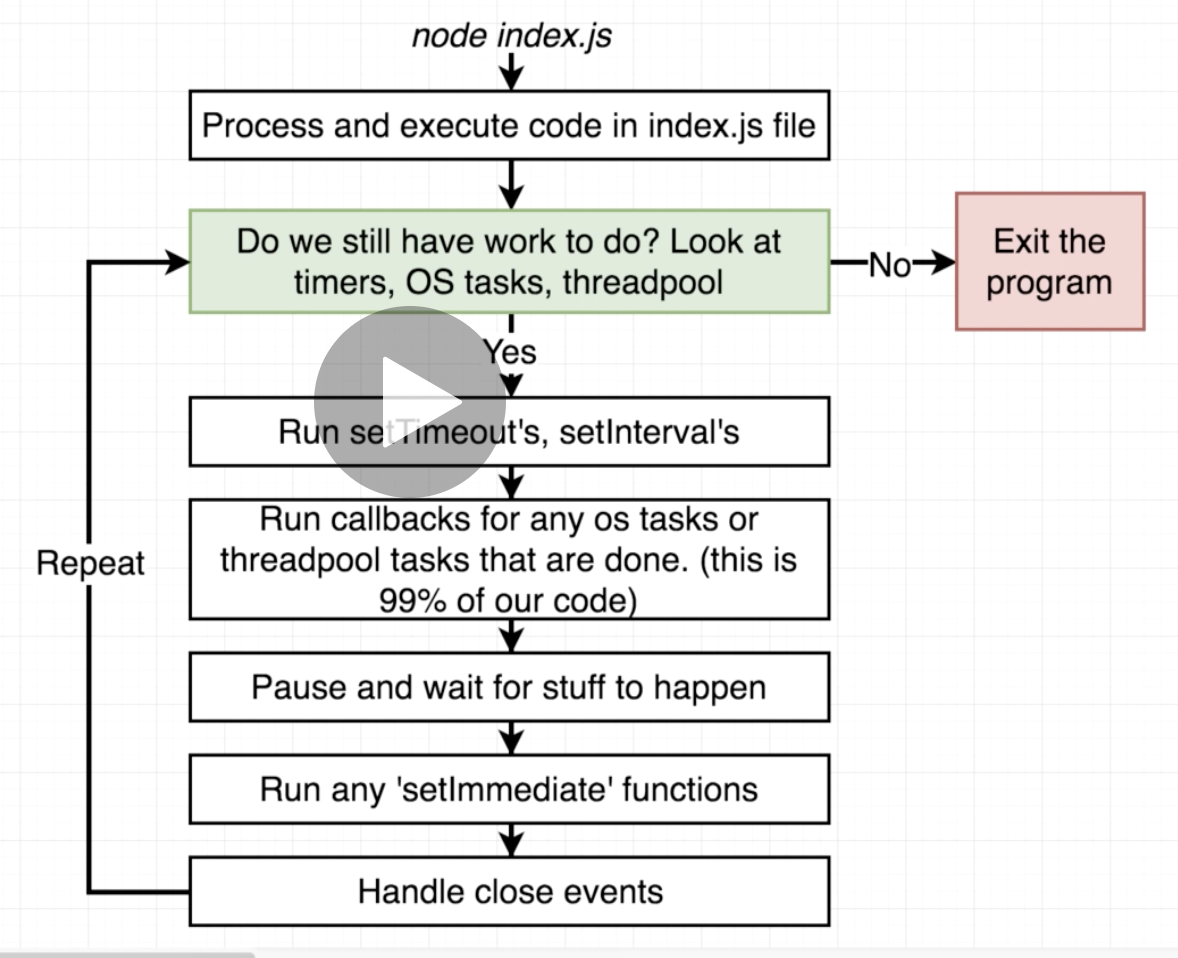 node index.js
Process and execute code in index.js file
Do we still have work to do? Look at
timers, OS tasks, threadpool
No
Exit the
program
Yes
Run setTimeout's, setInterval's
Run callbacks for any os tasks or
threadpool tasks that are done. (this is
99% of our code)
Repeat
Pause and wait for stuff to happen
Run any 'setImmediate' functions
Handle close events